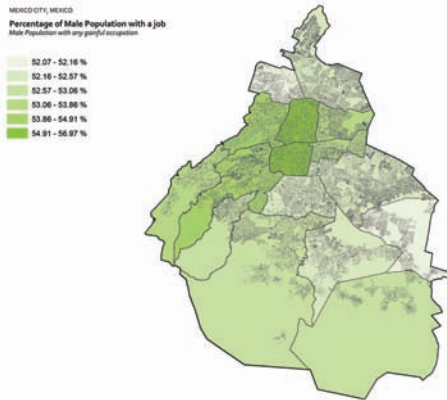 MEXICO CITY, MEXICO
Percentage of Male Population with a job
Male Population with any gainful occupation
52.07 - 52.16 %
52.16 - 52.57 %
52.57 - 53.06 %
53.06 - 53.86 %
53.86 - 54.91 %
54.91 - 56.97 %